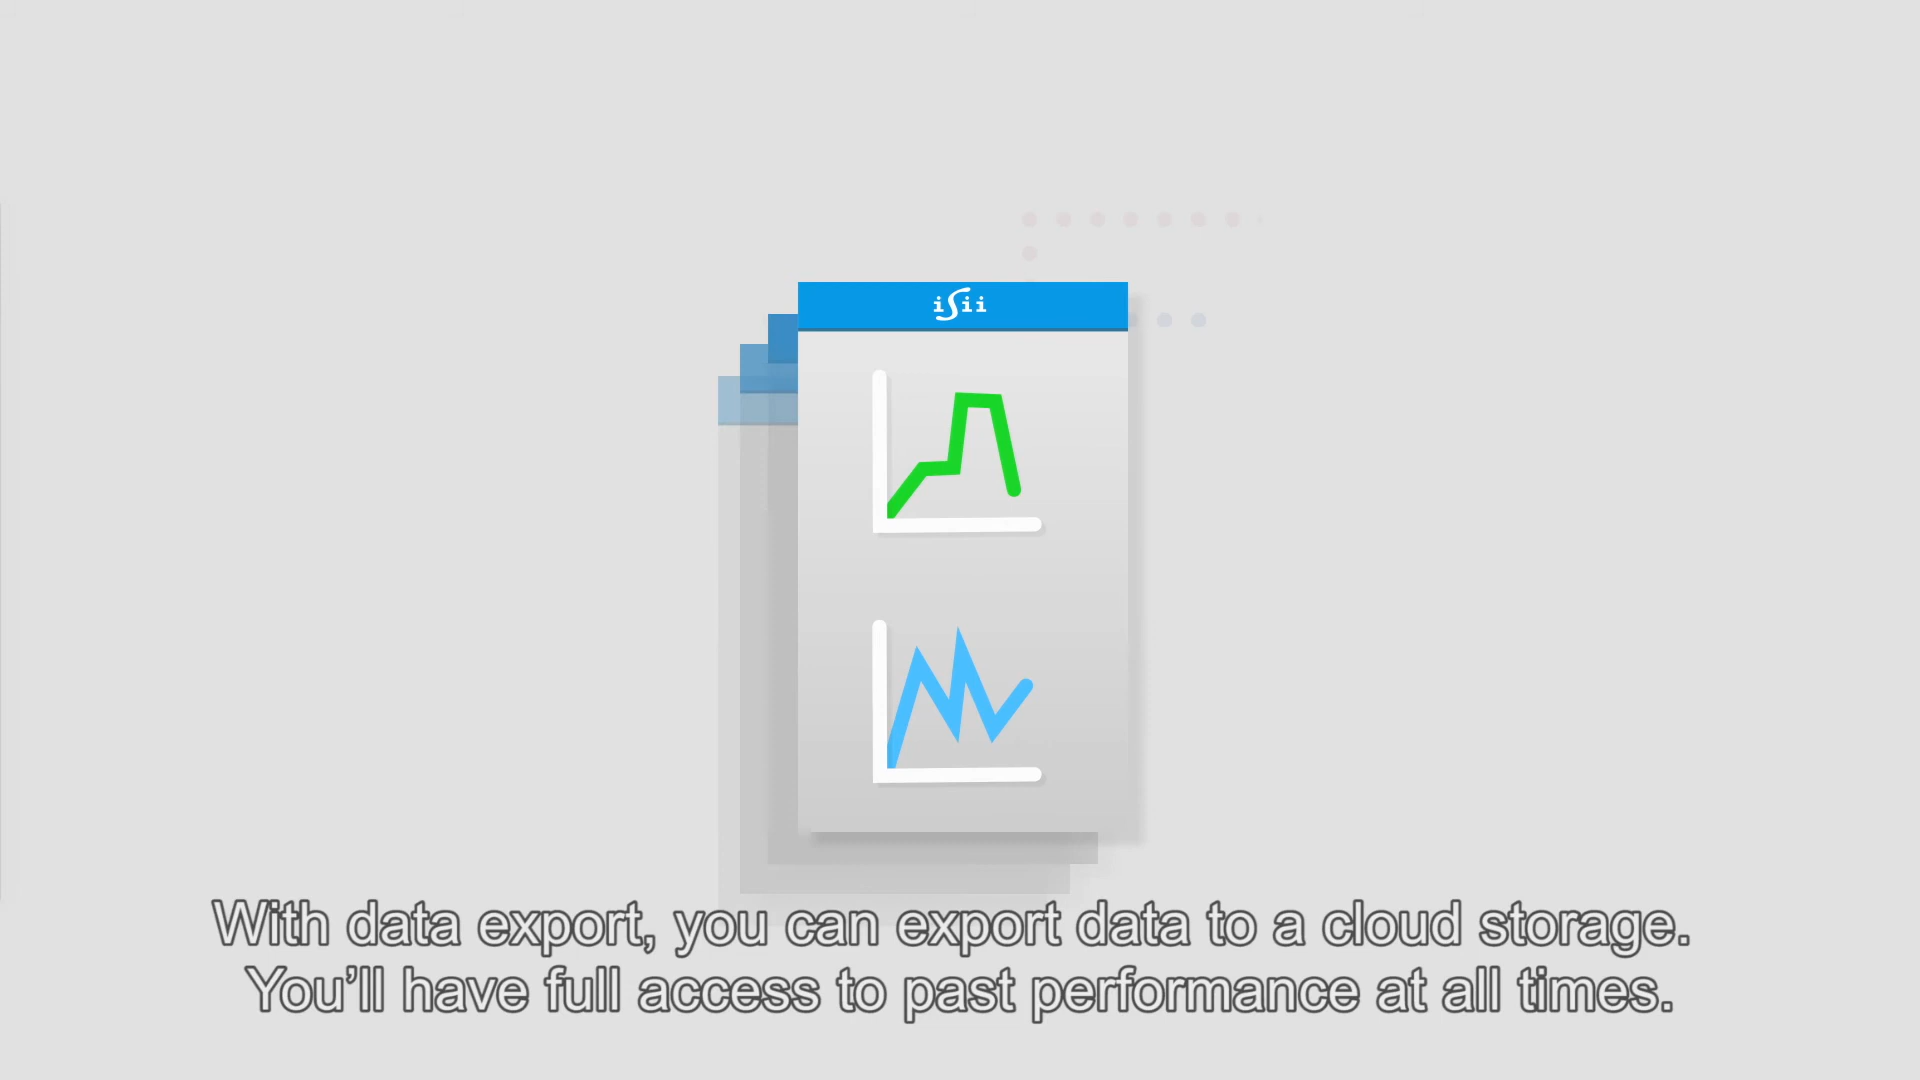 iSii
With data export, you can export data to a cloud storage.
You’ll have full access to past performance at all times.